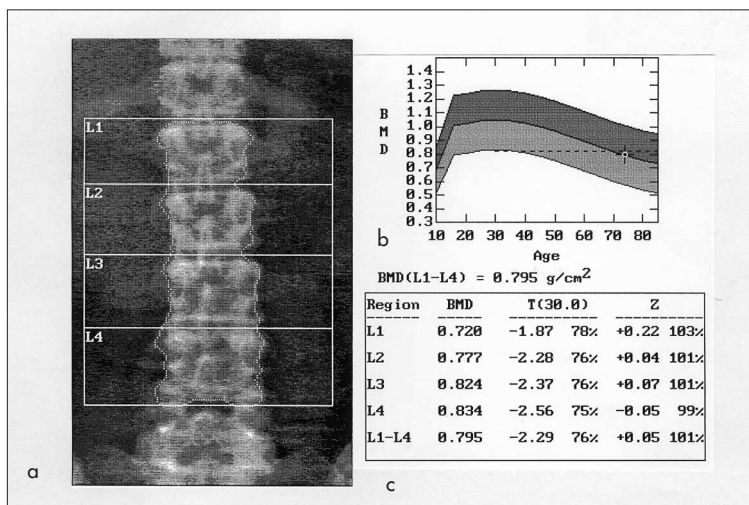 L1
L2
L3
L4
a
1.4
1.3
1.2
1.1
1.0
0.9
0.8
0.7
0.6
0.5
0.4
0.3
B
M
D
10 20 30 40 50 60 70 80
b
Age
BMD(L1-L4) = 0.795 g/cm2
Region BMD T(30.0) Z
L1 0.720 -1.87 78% +0.22 103%
L2 0.777 -2.28 76% +0.04 101%
L3 0.824 -2.37 76% +0.07 101%
L4 0.834 -2.56 75% -0.05 99%
L1-L4 0.795 -2.29 76% +0.05 101%
c